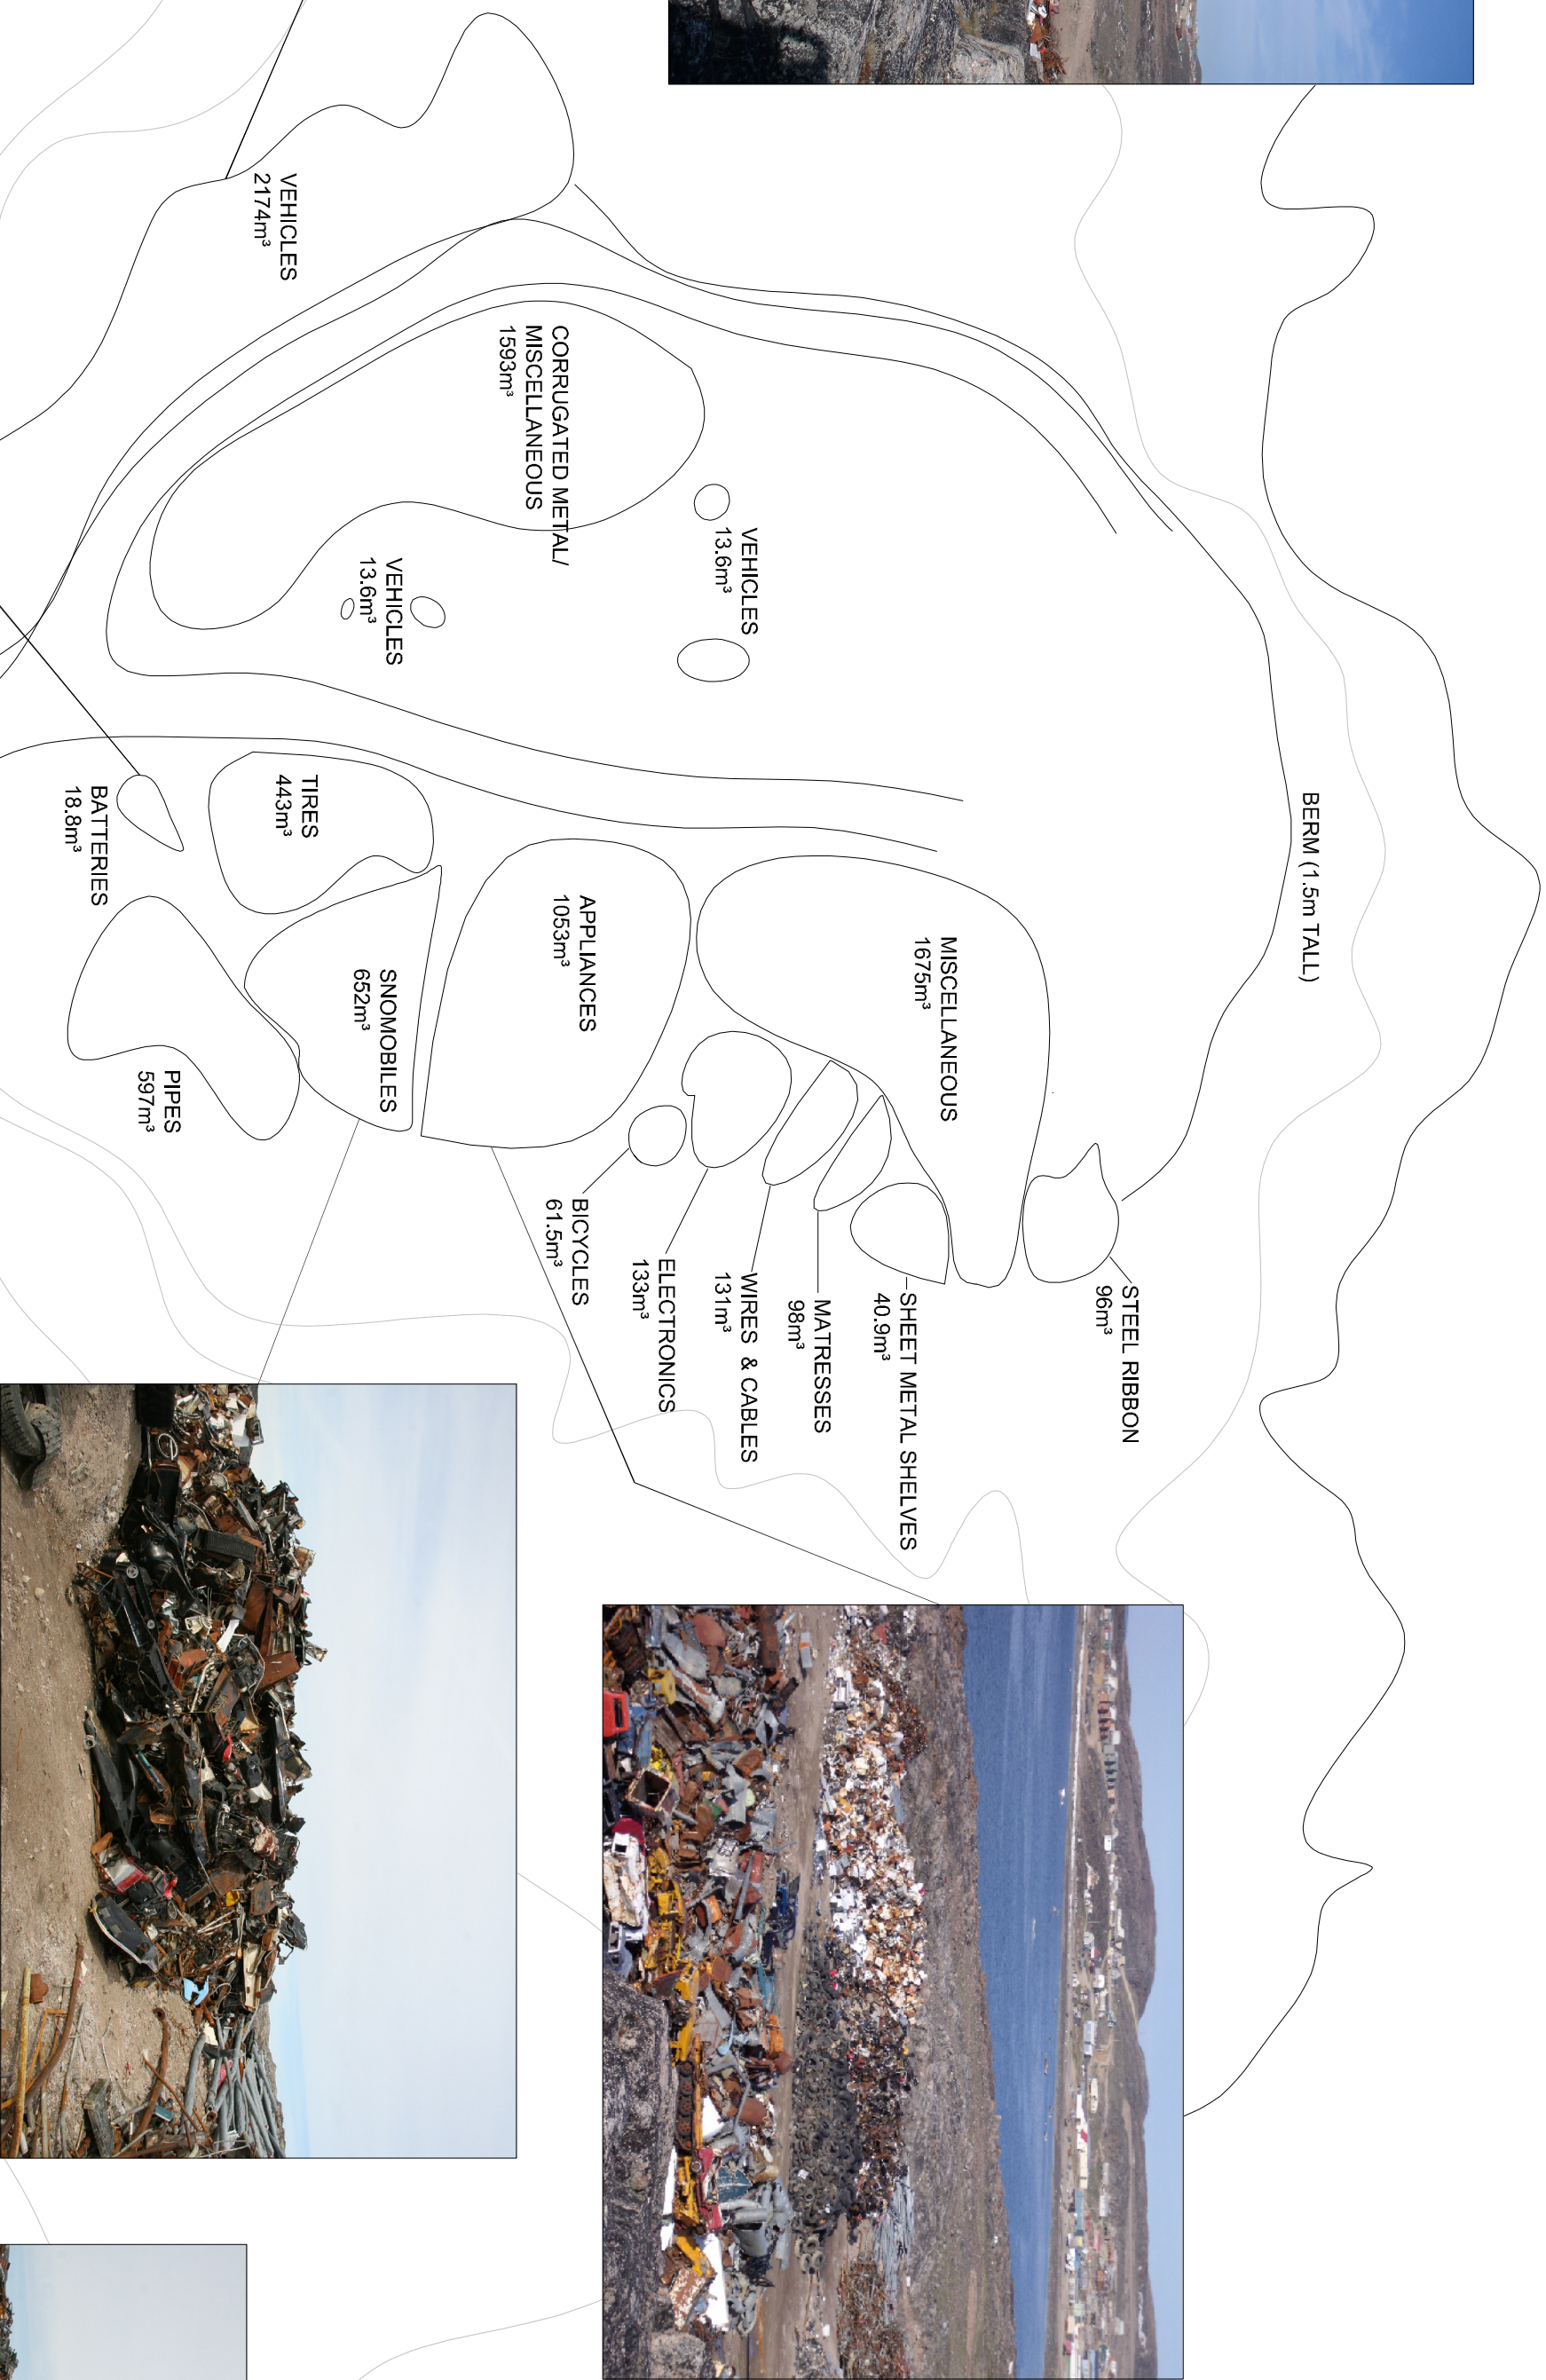 BERM (1.5m TALL)
STEEL RIBBON
96m³
MISCELLANEOUS
1675m³
SHEET METAL SHELVES
40.9m³
MATRESSES
98m³
VEHICLES
13.6m³
WIRES & CABLES
131m³
ELECTRONICS
133m³
CORRUGATED METAL/
MISCELLANEOUS
1593m³
APPLIANCES
1053m³
BICYCLES
61.5m³
VEHICLES
13.6m³
SNOMOBILES
652m³
VEHICLES
2174m³
TIRES
443m³
PIPES
597m³
BATTERIES
18.8m³